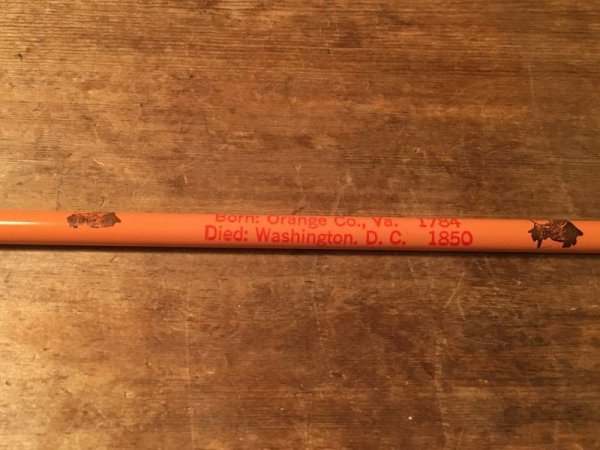 Born: Orange Co., Va. 1784
Died: Washington, D. C. 1850